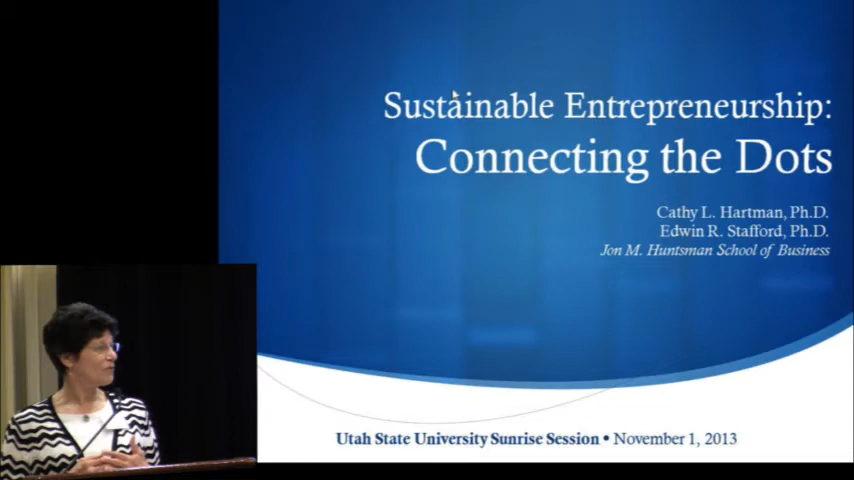 Sustainable Entrepreneurship:
Connecting the Dots
Cathy L. Hartman, Ph.D.
Edwin R. Stafford, Ph.D.
Jon M. Huntsman School of Business
Utah State University Sunrise Session • November 1, 2013